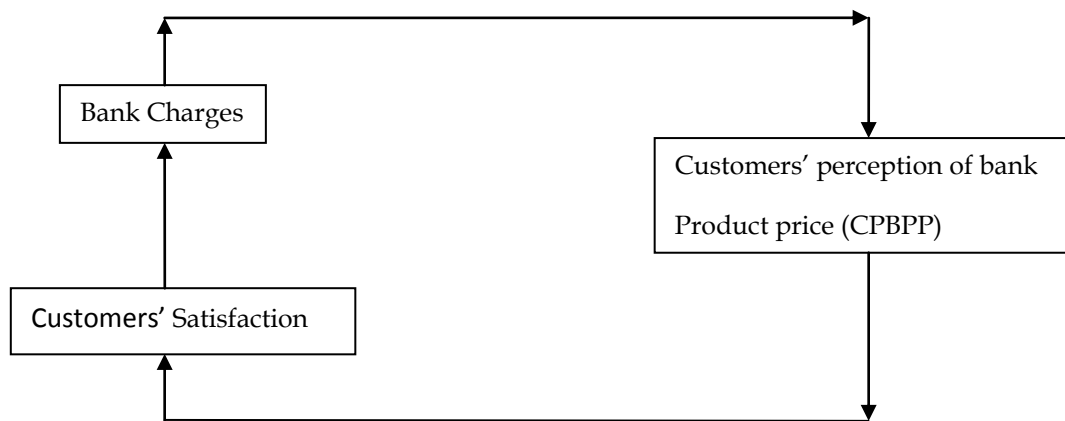 Bank Charges
Customers’ perception of bank
Product price (CPBPP)
Customers’ Satisfaction